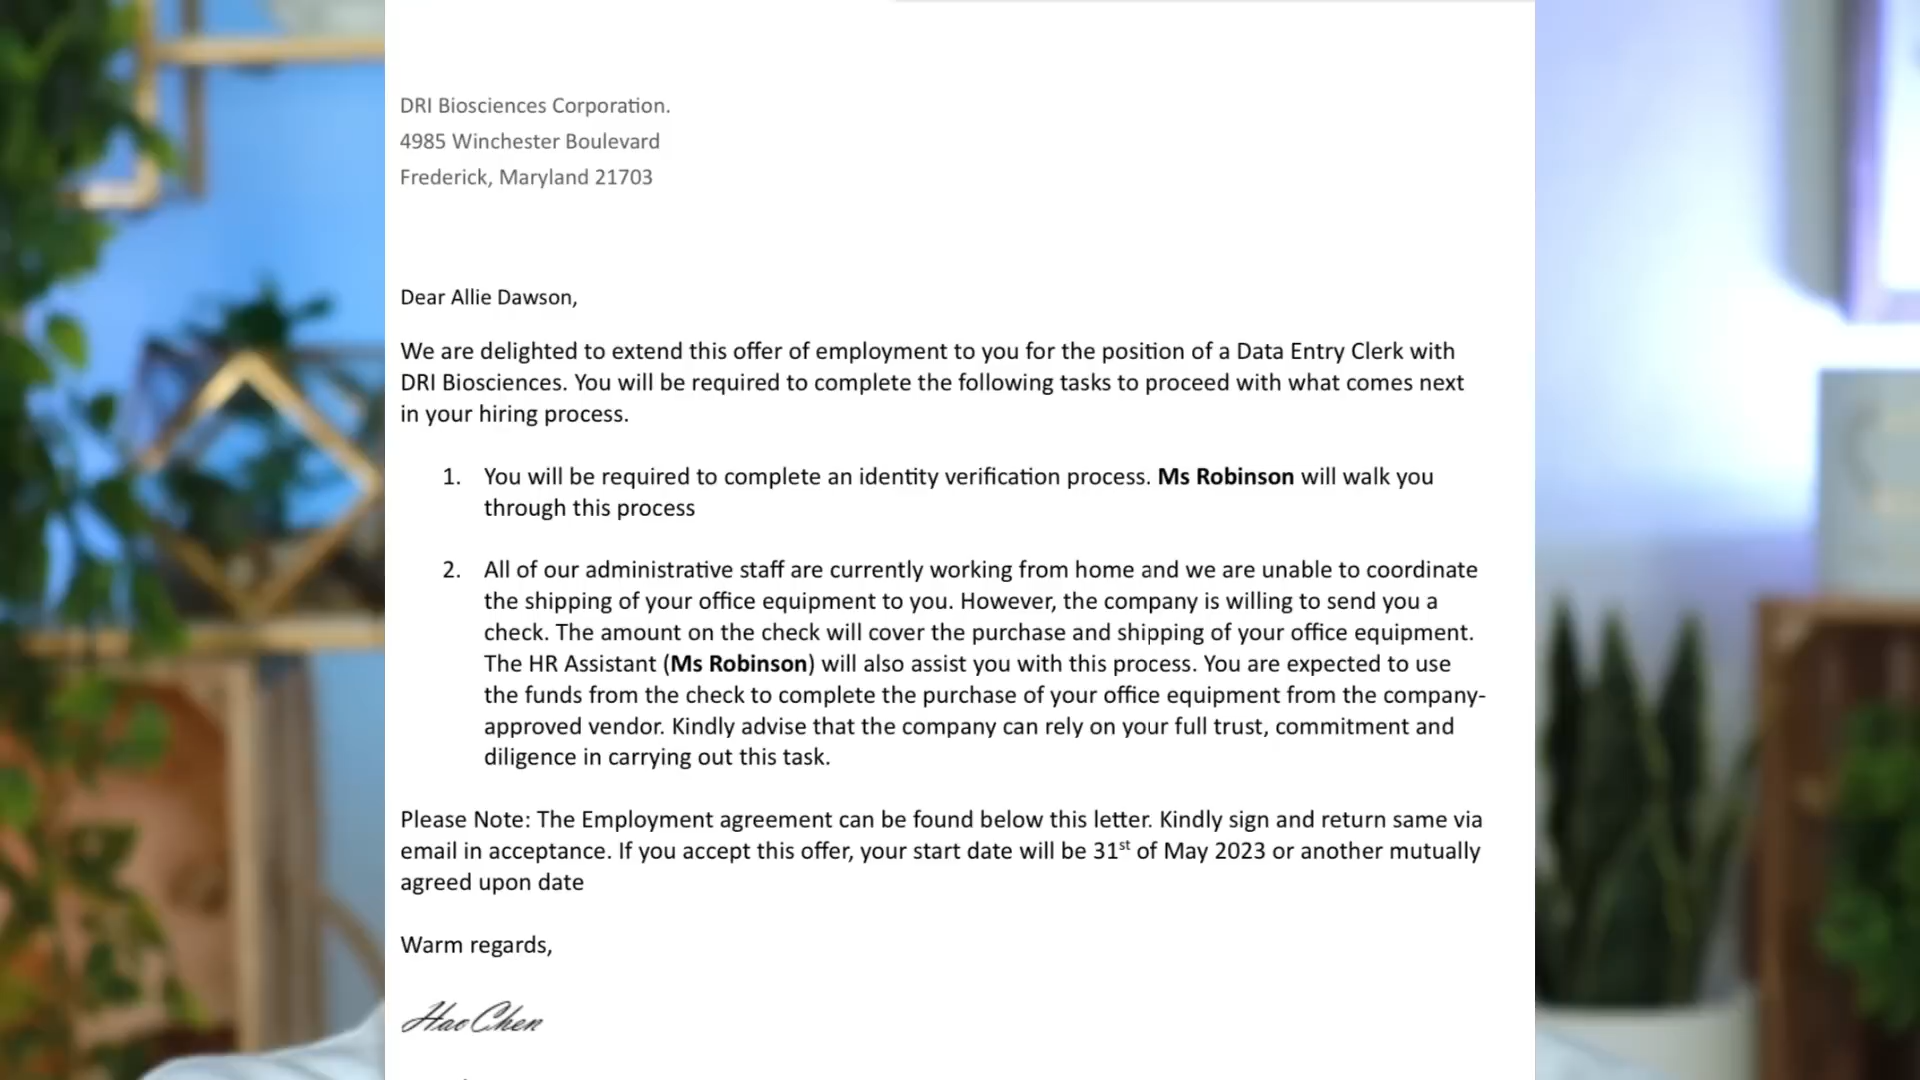 DRI Biosciences Corporation.
4985 Winchester Boulevard
Frederick, Maryland 21703
Dear Allie Dawson,
We are delighted to extend this offer of employment to you for the position of a Data Entry Clerk with
DRI Biosciences. You will be required to complete the following tasks to proceed with what comes next
in your hiring process.
1. You will be required to complete an identity verification process. Ms Robinson will walk you
through this process
2. All of our administrative staff are currently working from home and we are unable to coordinate
the shipping of your office equipment to you. However, the company is willing to send you a
check. The amount on the check will cover the purchase and shipping of your office equipment.
The HR Assistant (Ms Robinson) will also assist you with this process. You are expected to use
the funds from the check to complete the purchase of your office equipment from the company-
approved vendor. Kindly advise that the company can rely on your full trust, commitment and
diligence in carrying out this task.
Please Note: The Employment agreement can be found below this letter. Kindly sign and return same via
email in acceptance. If you accept this offer, your start date will be 31st of May 2023 or another mutually
agreed upon date
Warm regards,
Hao Chen